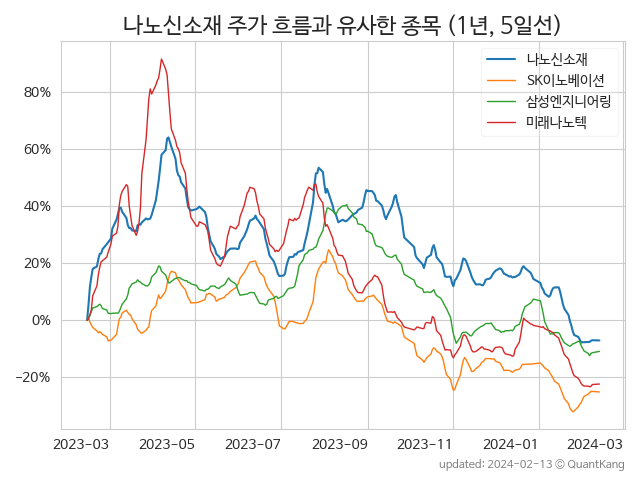 나노신소재 주가 흐름과 유사한 종목 (1년, 5일선)
나노신소재
SK이노베이션
삼성엔지니어링
미래나노텍
80%
60%
40%
20%
0%
−20%
2023-03 2023-05 2023-07 2023-09 2023-11 2024-01 2024-03
updated: 2024-02-13 © QuantKang